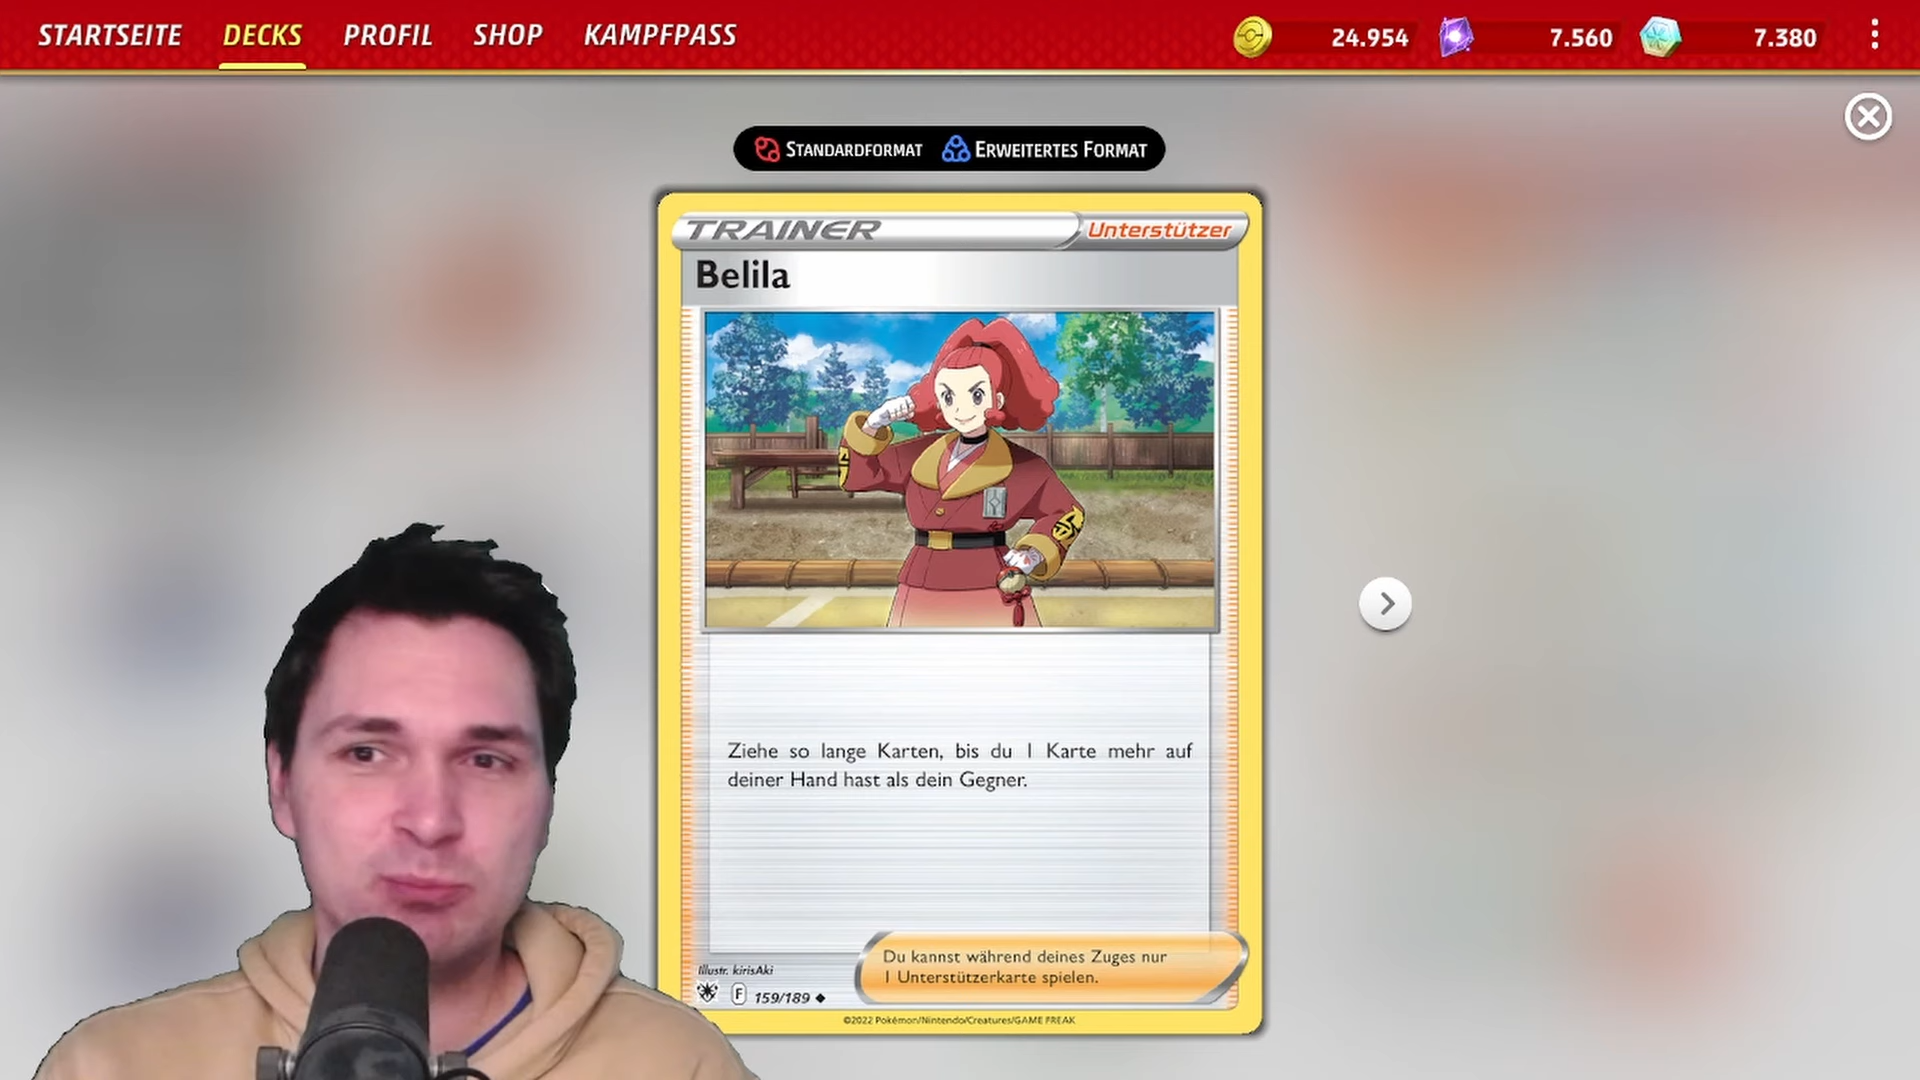 STARTSEITE DECKS PROFIL SHOP KAMPFPASS 24.954 7.560 7.380
STANDARDFORMAT ERWEITERTES FORMAT
TRAINER Unterstützer
Belila
Ziehe so lange Karten, bis du 1 Karte mehr auf
deiner Hand hast als dein Gegner.
Du kannst während deines Zuges nur
1 Unterstützerkarte spielen.
Illustr. kirisAki
F 159/189
©2022 Pokémon/Nintendo/Creatures/GAME FREAK